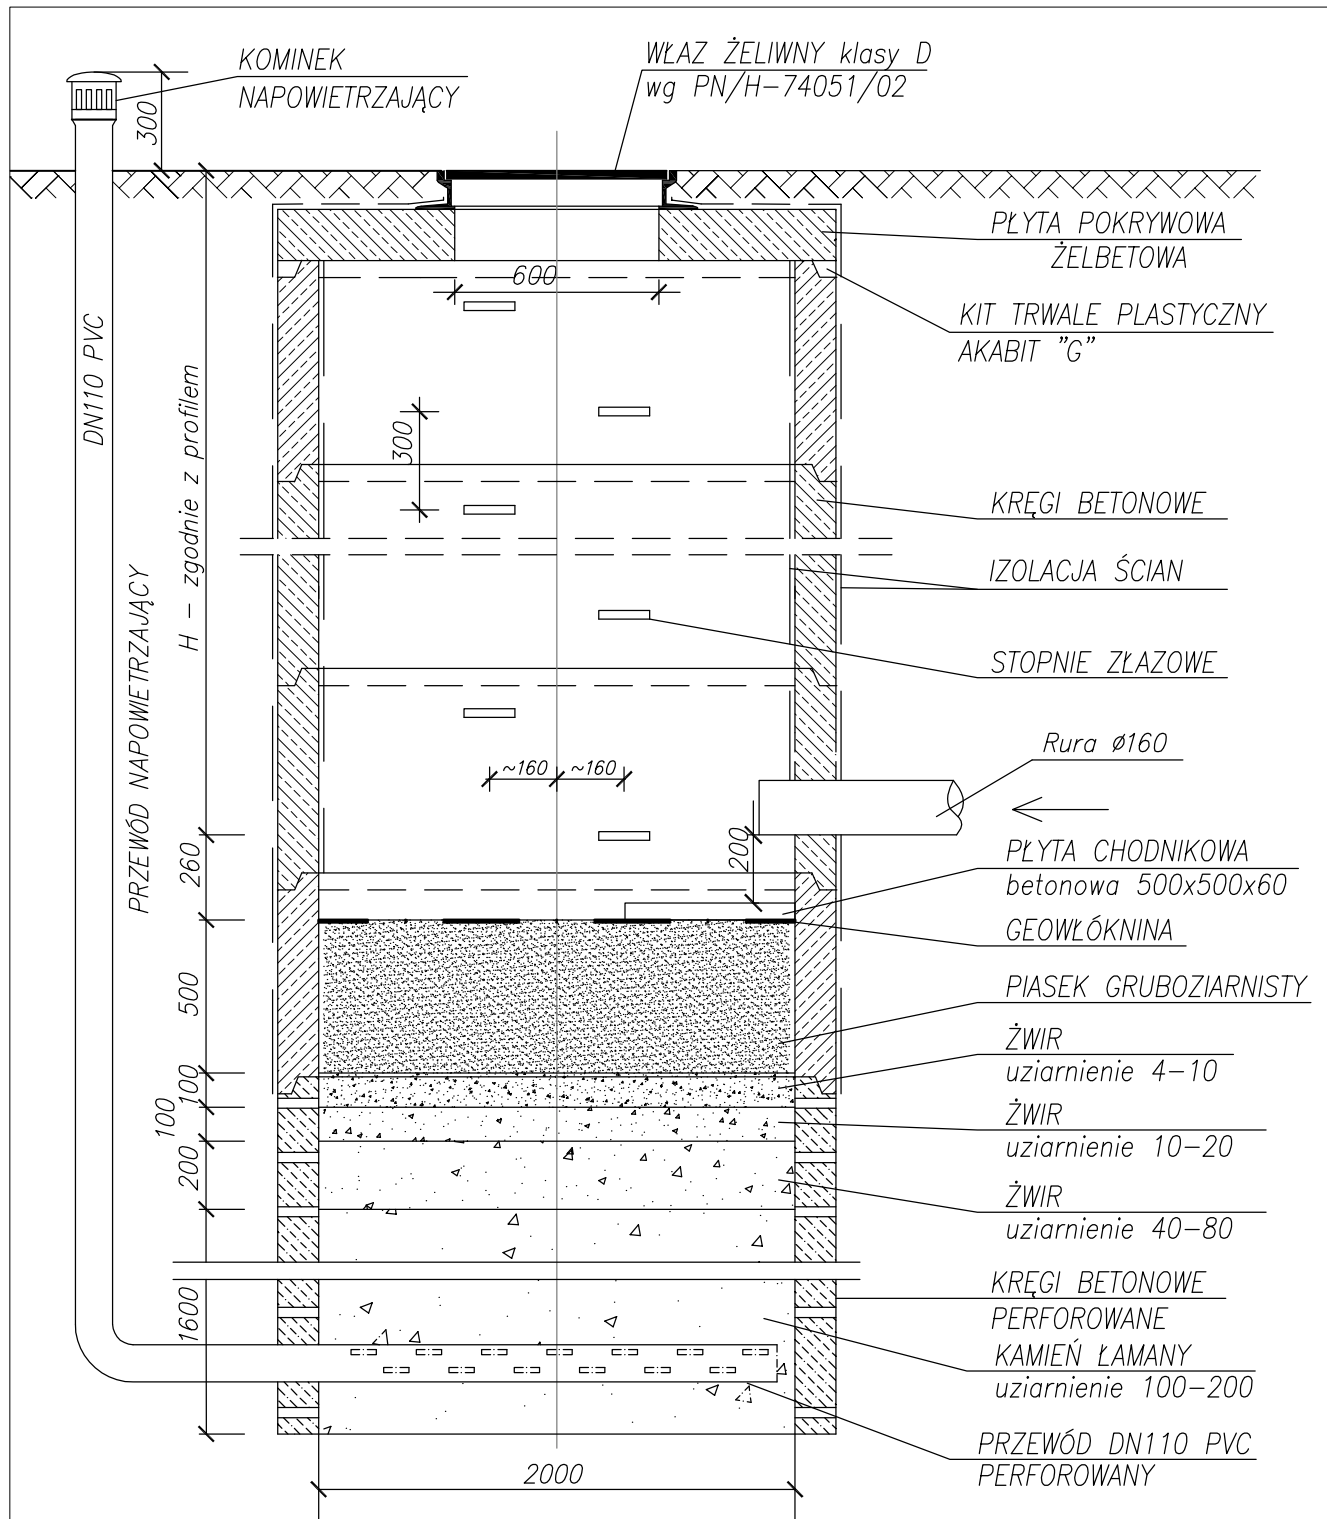 KOMINEK
NAPOWIETRZAJĄCY
WŁAZ ŻELIWNY klasy D
wg PN/H-74051/02
300
PŁYTA POKRYWOWA
ŻELBETOWA
600
KIT TRWALE PLASTYCZNY
AKABIT "G"
DN110 PVC
H - zgodnie z profilem
300
KRĘGI BETONOWE
IZOLACJA ŚCIAN
PRZEWÓD NAPOWIETRZAJĄCY
STOPNIE ZŁAZOWE
Rura ø160
~160 ~160
260
200
PŁYTA CHODNIKOWA
betonowa 500x500x60
GEOWŁÓKNINA
500
PIASEK GRUBOZIARNISTY
ŻWIR
uziarnienie 4-10
100
100
ŻWIR
uziarnienie 10-20
200
ŻWIR
uziarnienie 40-80
1600
KRĘGI BETONOWE
PERFOROWANE
KAMIEŃ ŁAMANY
uziarnienie 100-200
PRZEWÓD DN110 PVC
PERFOROWANY
2000